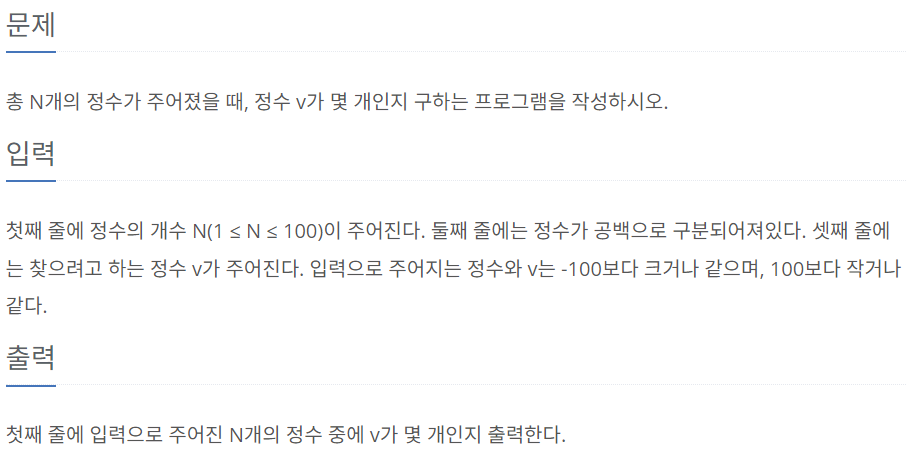 문제
총 N개의 정수가 주어졌을 때, 정수 v가 몇 개인지 구하는 프로그램을 작성하시오.
입력
첫째 줄에 정수의 개수 N(1 ≤ N ≤ 100)이 주어진다. 둘째 줄에는 정수가 공백으로 구분되어져있다. 셋째 줄에
는 찾으려고 하는 정수 v가 주어진다. 입력으로 주어지는 정수와 v는 -100보다 크거나 같으며, 100보다 작거나
같다.
출력
첫째 줄에 입력으로 주어진 N개의 정수 중에 v가 몇 개인지 출력한다.